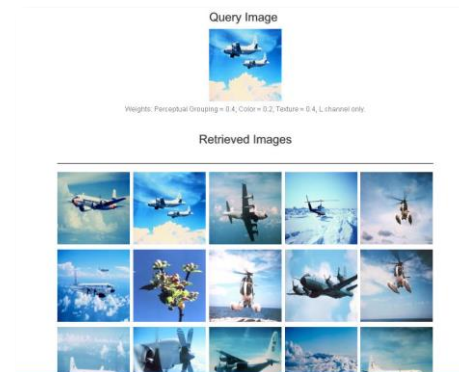 Query Image
Weights: Perceptual Grouping = 0.4, Color = 0.2, Texture = 0.4, L channel only.
Retrieved Images